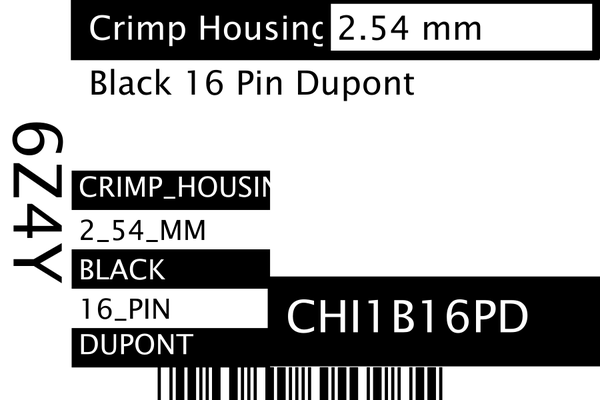 Crimp Housing 2.54 mm
Black 16 Pin Dupont
6Z4Y
CRIMP_HOUSIN
2_54_MM
BLACK
16_PIN
DUPONT
CHI1B16PD